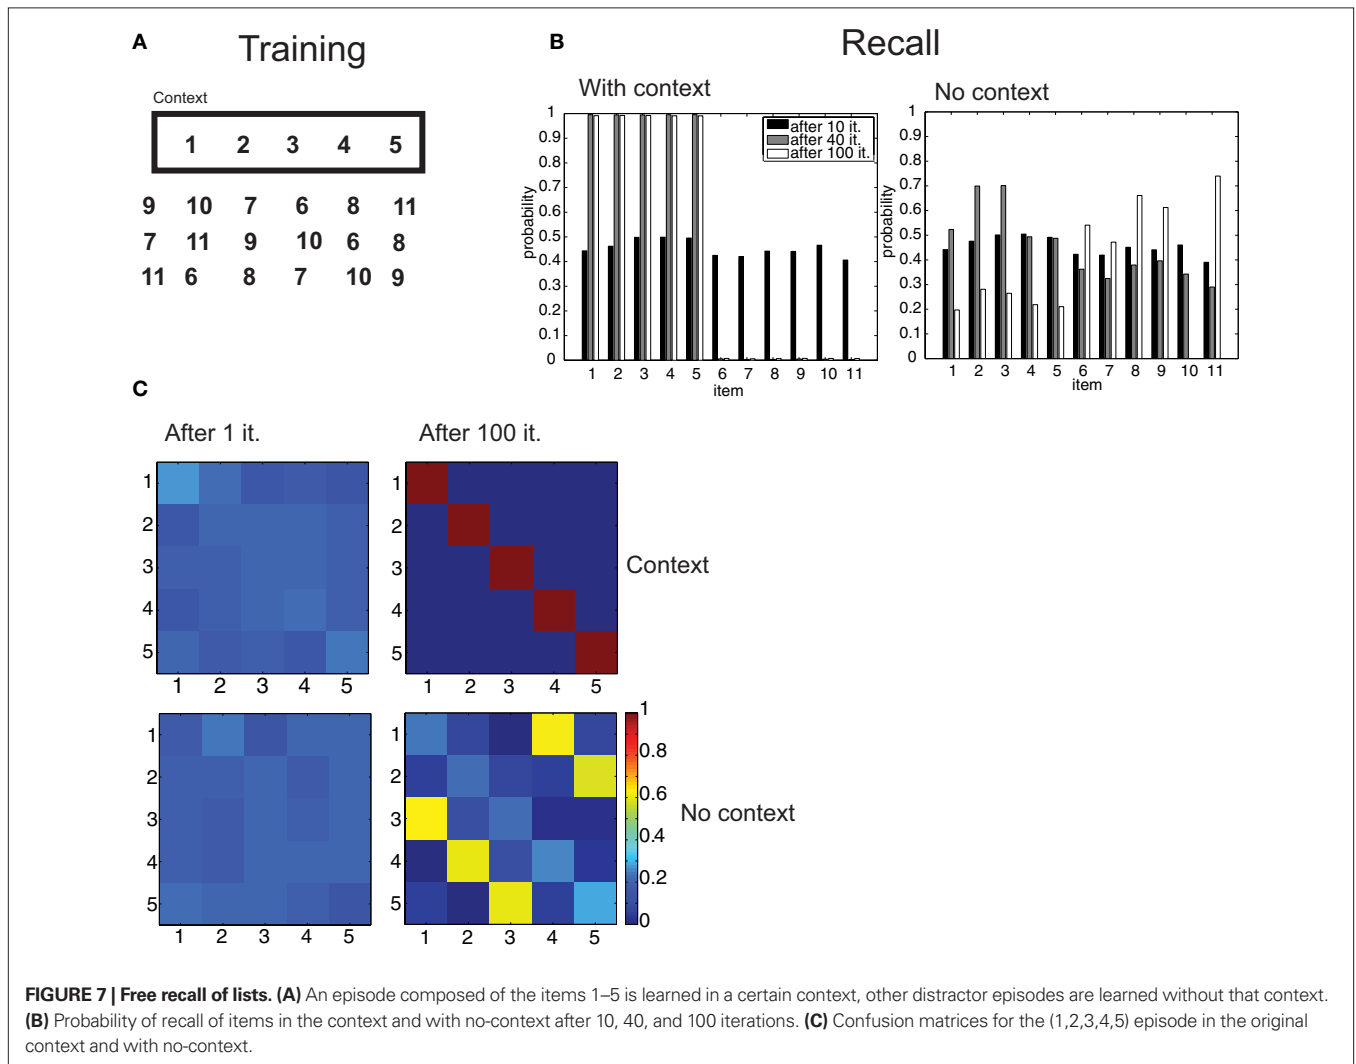 A
Training
Context
1 2 3 4 5
9 10 7 6 8 11
7 11 9 10 6 8
11 6 8 7 10 9
B
Recall
With context
1
0.9
0.8
0.7
0.6
0.5
0.4
0.3
0.2
0.1
0
probability
after 10 it.
after 40 it.
after 100 it.
1 2 3 4 5 6 7 8 9 10 11
item
No context
1
0.9
0.8
0.7
0.6
0.5
0.4
0.3
0.2
0.1
0
probability
1 2 3 4 5 6 7 8 9 10 11
item
C
After 1 it.
1
2
3
4
5
1 2 3 4 5
After 100 it.
1
2
3
4
5
1 2 3 4 5
Context
1
2
3
4
5
1 2 3 4 5
1
2
3
4
5
1 2 3 4 5
1
0.8
0.6
0.4
0.2
0
No context
FIGURE 7 | Free recall of lists. (A) An episode composed of the items 1–5 is learned in a certain context, other distractor episodes are learned without that context.
(B) Probability of recall of items in the context and with no-context after 10, 40, and 100 iterations. (C) Confusion matrices for the (1,2,3,4,5) episode in the original
context and with no-context.